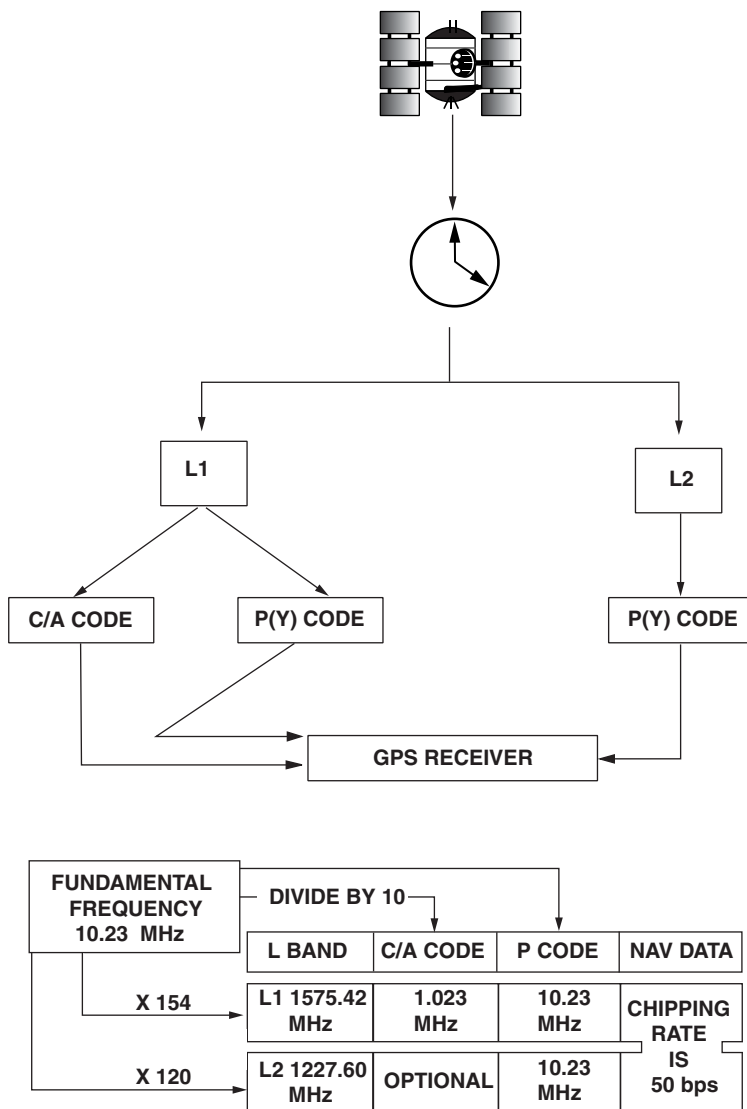 L1
L2
C/A CODE
P(Y) CODE
P(Y) CODE
GPS RECEIVER
FUNDAMENTAL
FREQUENCY
10.23 MHz
DIVIDE BY 10
L BAND
C/A CODE
P CODE
NAV DATA
X 154
L1 1575.42
MHz
1.023
MHz
10.23
MHz
CHIPPING
RATE
IS
50 bps
X 120
L2 1227.60
MHz
OPTIONAL
10.23
MHz